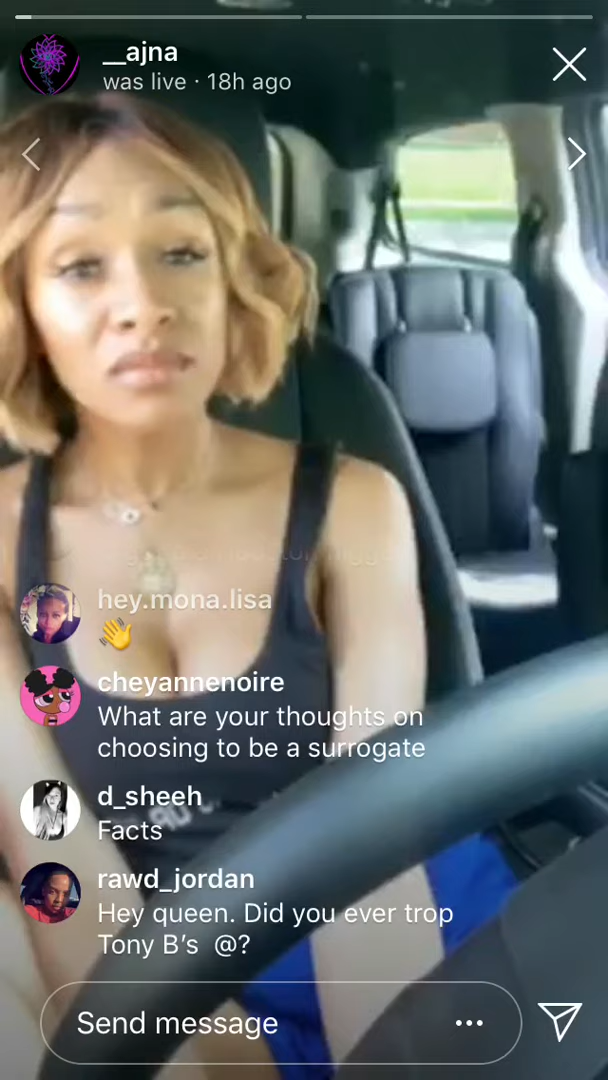 __ajna
was live · 18h ago
hey.mona.lisa
👋
cheyannenoire
What are your thoughts on
choosing to be a surrogate
d_sheeh
Facts
rawd_jordan
Hey queen. Did you ever trop
Tony B’s @?
Send message